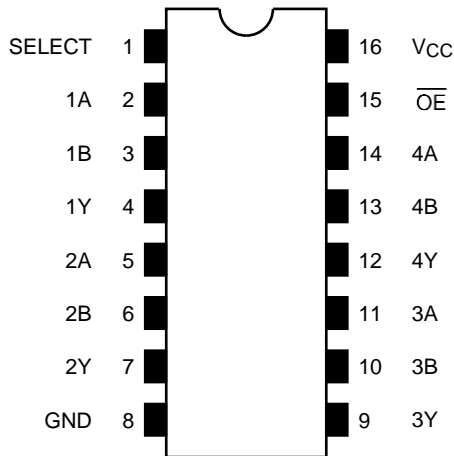 SELECT 1 16 VCC
1A 2 15 O̅E̅
1B 3 14 4A
1Y 4 13 4B
2A 5 12 4Y
2B 6 11 3A
2Y 7 10 3B
GND 8 9 3Y